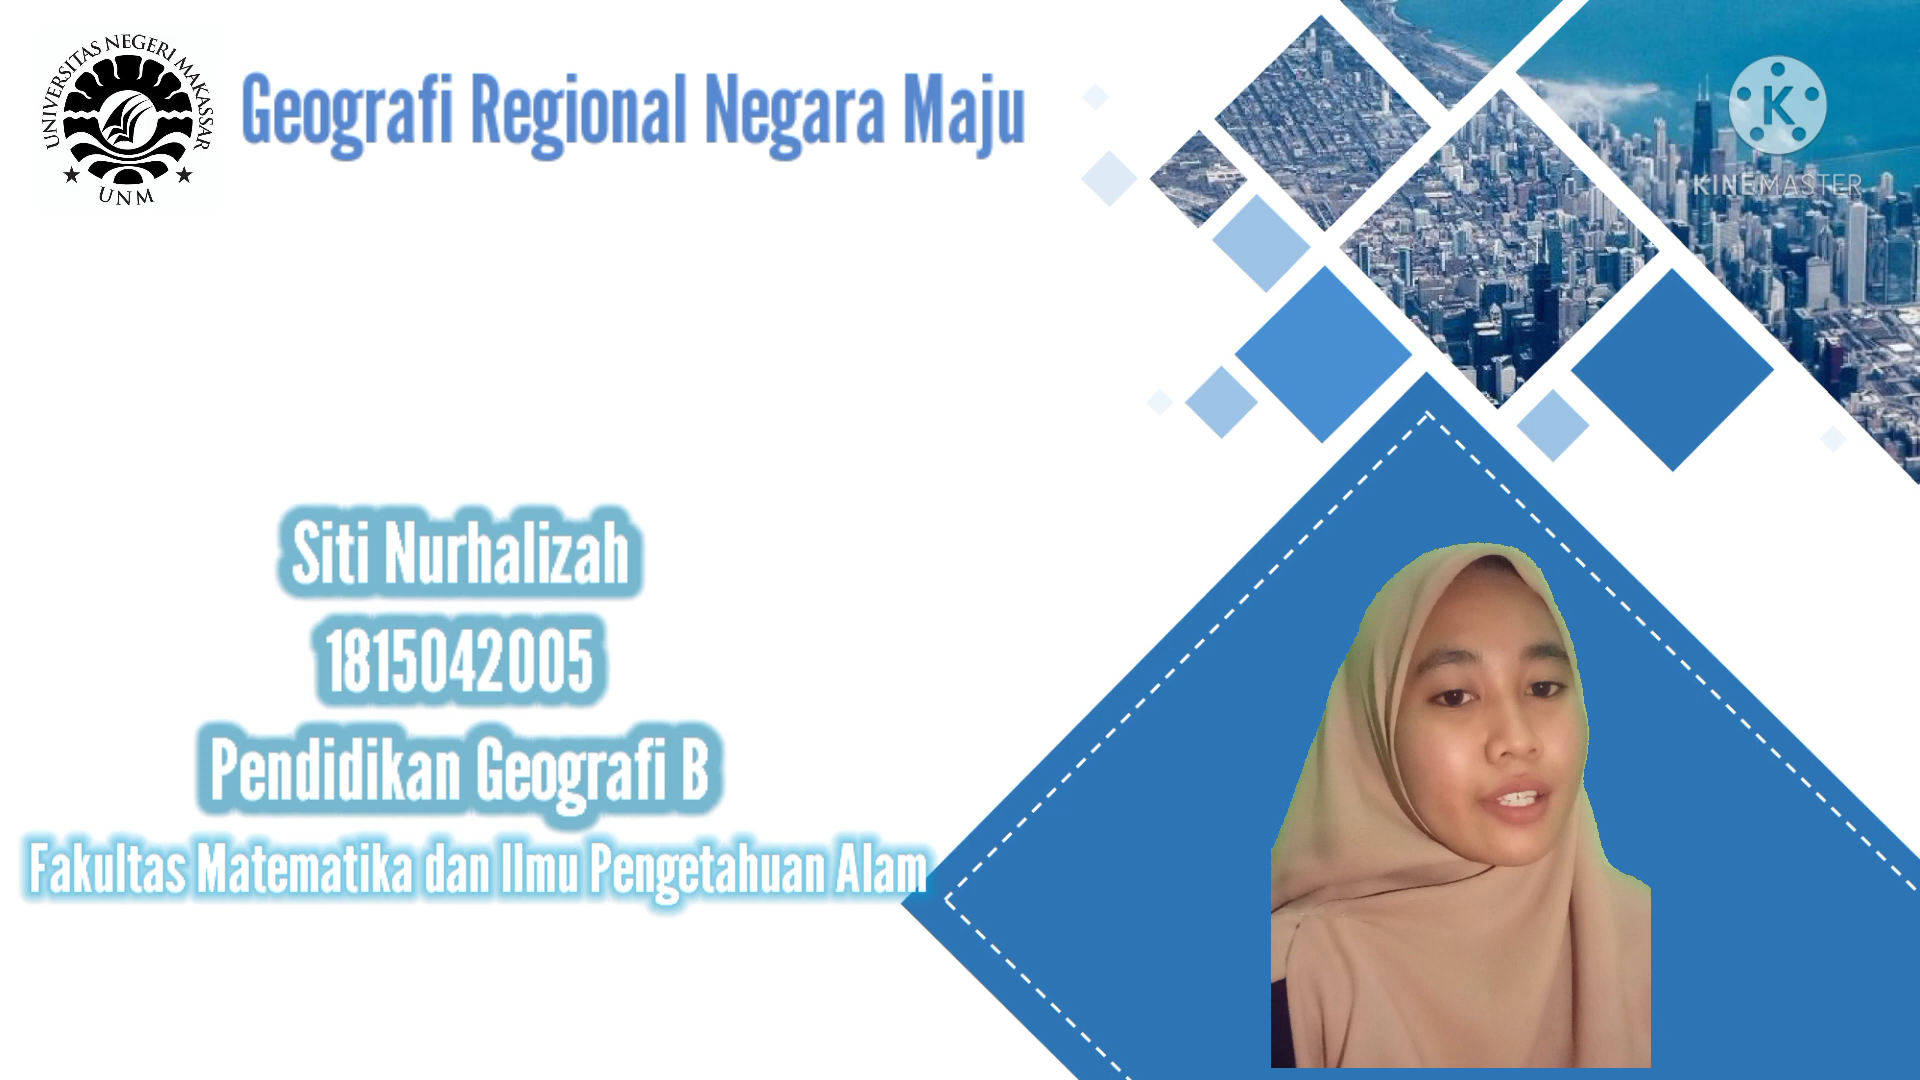 UNIVERSITAS NEGERI MAKASSAR
UNM
Geografi Regional Negara Maju
K
KINEMASTER
Siti Nurhalizah
1815042005
Pendidikan Geografi B
Fakultas Matematika dan Ilmu Pengetahuan Alam